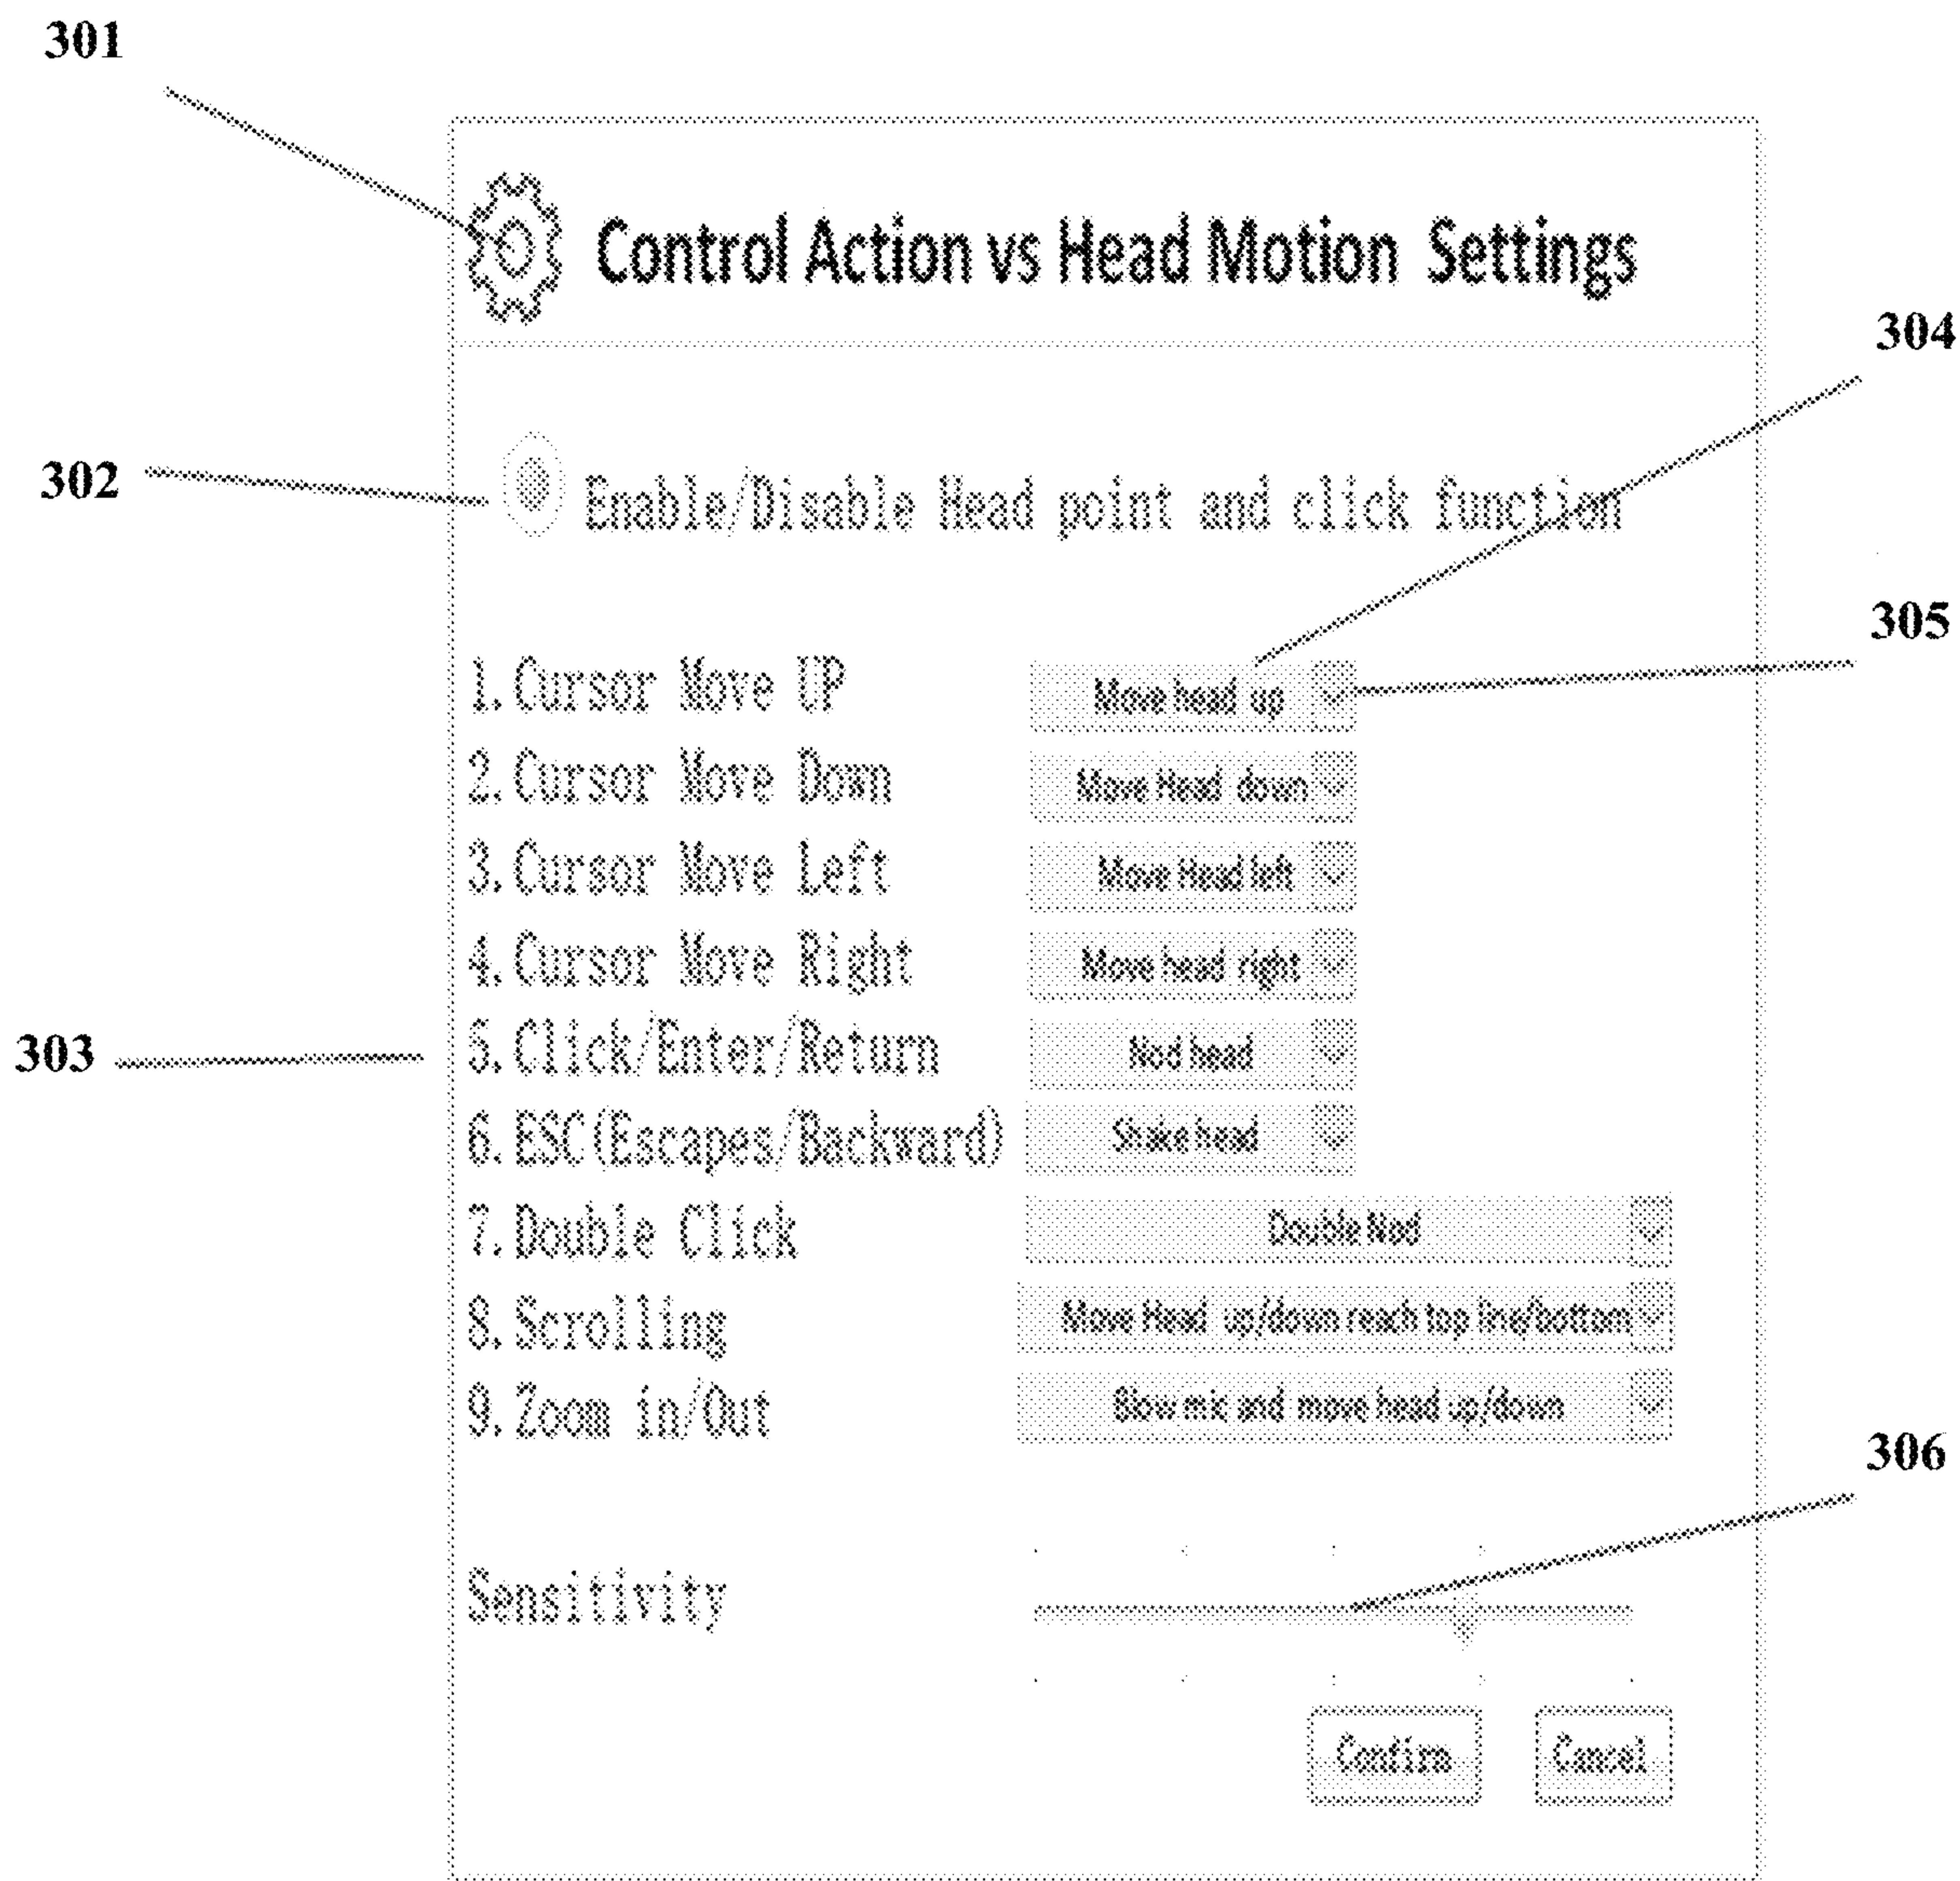 301
Control Action vs Head Motion Settings
304
302
Enable/Disable Head point and click function
305
1. Cursor Move UP Move head up
2. Cursor Move Down Move Head down
3. Cursor Move Left Move Head left
4. Cursor Move Right Move head right
303
5. Click/Enter/Return Nod head
6. ESC(Escapes/Backward) Shake head
7. Double Click Double Nod
8. Scrolling Move Head up/down reach top line/bottom
9. Zoom in/Out Blow mic and move head up/down
306
Sensitivity
Confirm Cancel